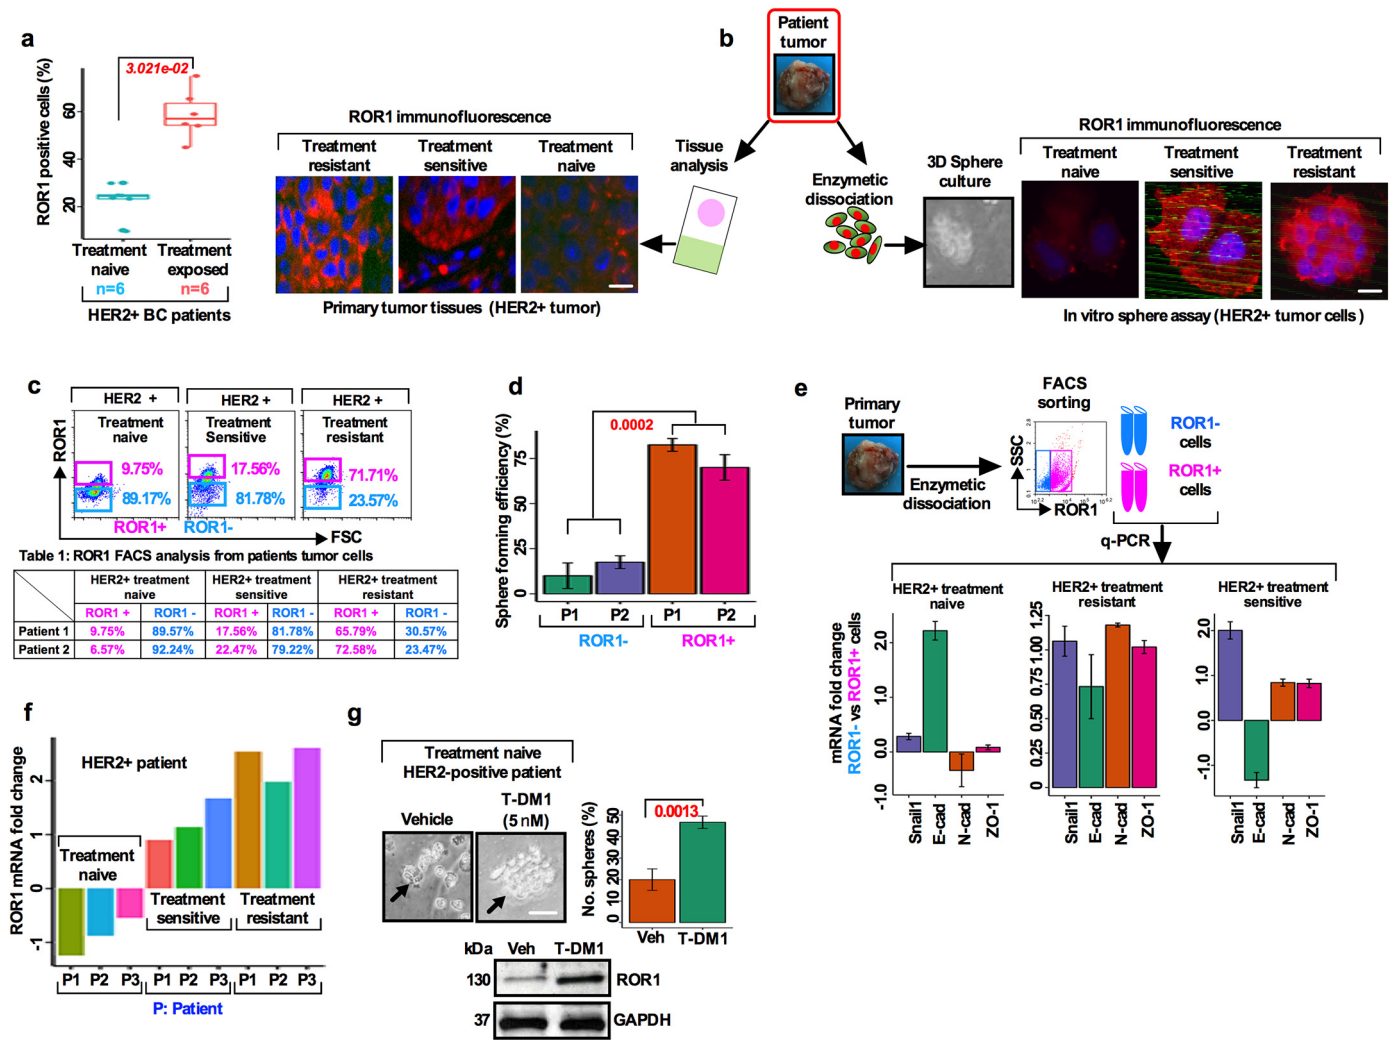 a
ROR1 positive cells (%)
60
40
20
3.021e-02
Treatment naive
n=6
Treatment exposed
n=6
HER2+ BC patients
ROR1 immunofluorescence
Treatment resistant
Treatment sensitive
Treatment naive
Primary tumor tissues (HER2+ tumor)
b
Patient tumor
Tissue analysis
Enzymetic dissociation
3D Sphere culture
ROR1 immunofluorescence
Treatment naive
Treatment sensitive
Treatment resistant
In vitro sphere assay (HER2+ tumor cells )
c
HER2 +
HER2 +
HER2 +
ROR1
Treatment naive
9.75%
89.17%
Treatment Sensitive
17.56%
81.78%
Treatment resistant
71.71%
23.57%
ROR1+
ROR1-
FSC
Table 1: ROR1 FACS analysis from patients tumor cells
HER2+ treatment naive
HER2+ treatment sensitive
HER2+ treatment resistant
ROR1 + ROR1 - ROR1 + ROR1 - ROR1 + ROR1 -
Patient 1 9.75% 89.57% 17.56% 81.78% 65.79% 30.57%
Patient 2 6.57% 92.24% 22.47% 79.22% 72.58% 23.47%
d
Sphere forming efficiency (%)
75
50
25
0
0.0002
P1 P2 P1 P2
ROR1- ROR1+
e
Primary tumor
Enzymetic dissociation
FACS sorting
SSC
ROR1
ROR1- cells
ROR1+ cells
q-PCR
mRNA fold change
ROR1- vs ROR1+ cells
HER2+ treatment naive
2.0
1.0
0.0
-1.0
Snail1 E-cad N-cad ZO-1
HER2+ treatment resistant
1.25
1.00
0.75
0.50
0.25
0
Snail1 E-cad N-cad ZO-1
HER2+ treatment sensitive
2.0
1.0
0.0
-1.0
Snail1 E-cad N-cad ZO-1
f
ROR1 mRNA fold change
2
1
0
-1
HER2+ patient
Treatment naive
Treatment sensitive
Treatment resistant
P1 P2 P3 P1 P2 P3 P1 P2 P3
P: Patient
g
Treatment naive
HER2-positive patient
Vehicle
T-DM1 (5 nM)
No. spheres (%)
50
40
30
20
10
0
0.0013
Veh T-DM1
kDa Veh T-DM1
130 ROR1
37 GAPDH